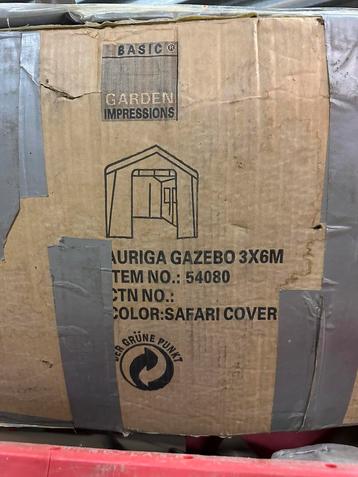 BASIC ®
GARDEN
IMPRESSIONS
AURIGA GAZEBO 3X6M
ITEM NO.: 54080
CTN NO.:
COLOR:SAFARI COVER
DER GRÜNE PUNKT